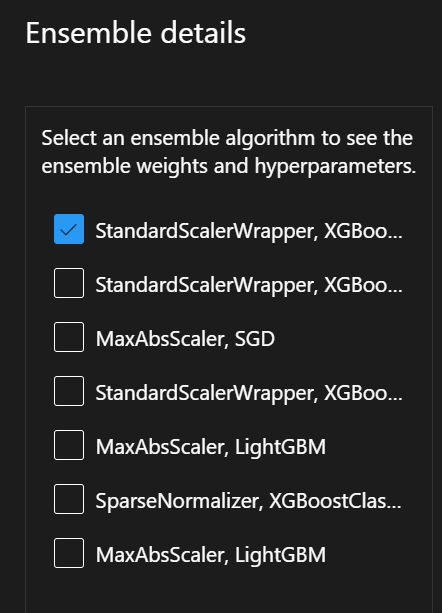 Ensemble details
Select an ensemble algorithm to see the
ensemble weights and hyperparameters.
StandardScalerWrapper, XGBoo...
StandardScalerWrapper, XGBoo...
MaxAbsScaler, SGD
StandardScalerWrapper, XGBoo...
MaxAbsScaler, LightGBM
SparseNormalizer, XGBoostClas...
MaxAbsScaler, LightGBM